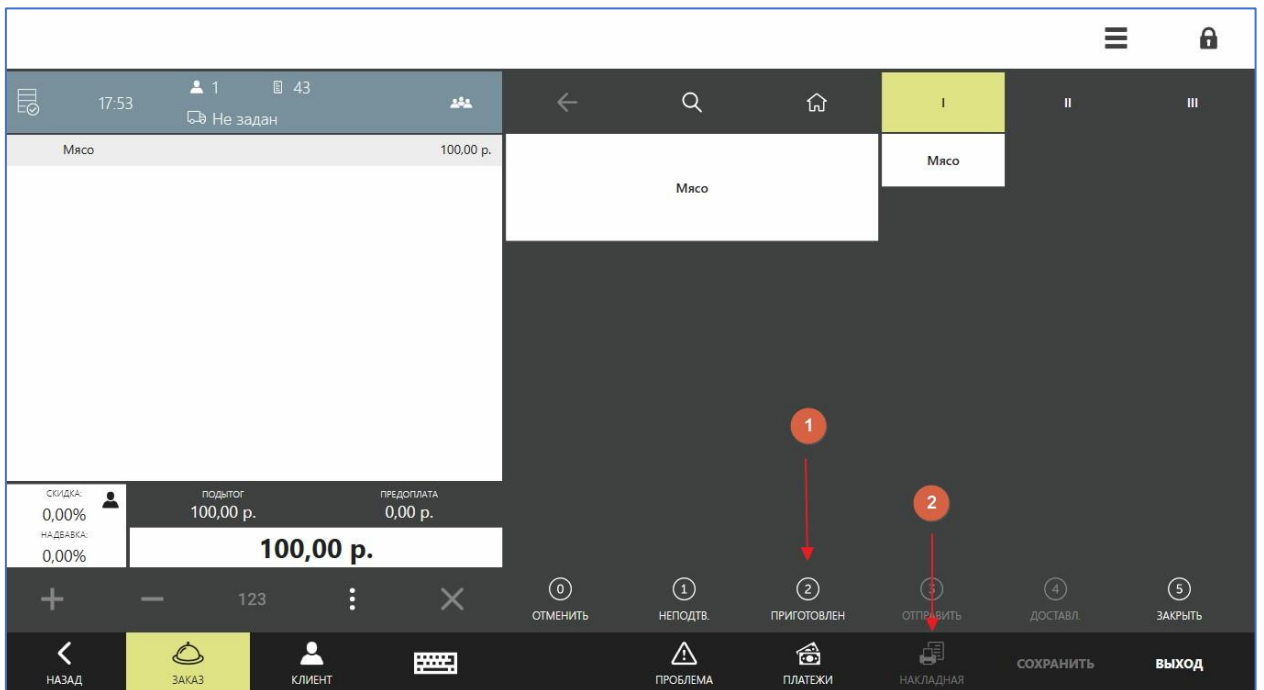 17:53
1
43
Не задан
I
II
III
Мясо
100,00 р.
Мясо
Мясо
1
2
СКИДКА:
0,00%
НАДБАВКА:
0,00%
ПОДЫТОГ
100,00 р.
ПРЕДОПЛАТА
0,00 р.
100,00 р.
123
0
ОТМЕНИТЬ
1
НЕПОДТВ.
2
ПРИГОТОВЛЕН
3
ОТПРАВИТЬ
4
ДОСТАВЛ.
5
ЗАКРЫТЬ
НАЗАД
ЗАКАЗ
КЛИЕНТ
ПРОБЛЕМА
ПЛАТЕЖИ
НАКЛАДНАЯ
СОХРАНИТЬ
ВЫХОД